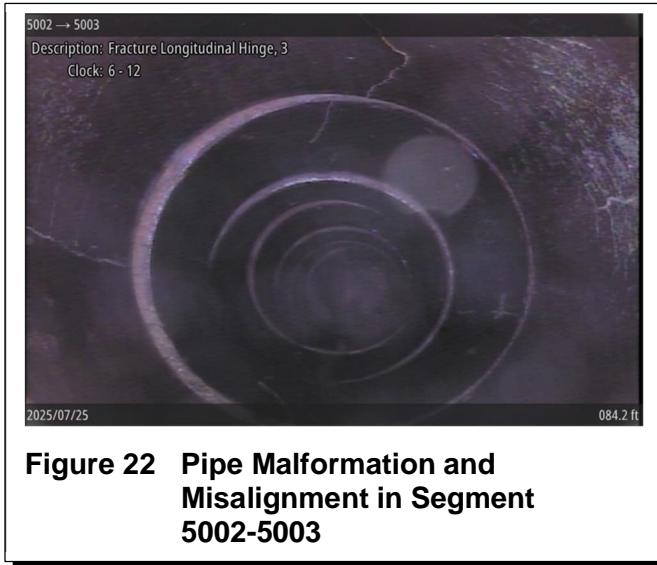 5002 → 5003
Description: Fracture Longitudinal Hinge, 3
Clock: 6 - 12
2025/07/25
084.2 ft
Figure 22 Pipe Malformation and
Misalignment in Segment
5002-5003